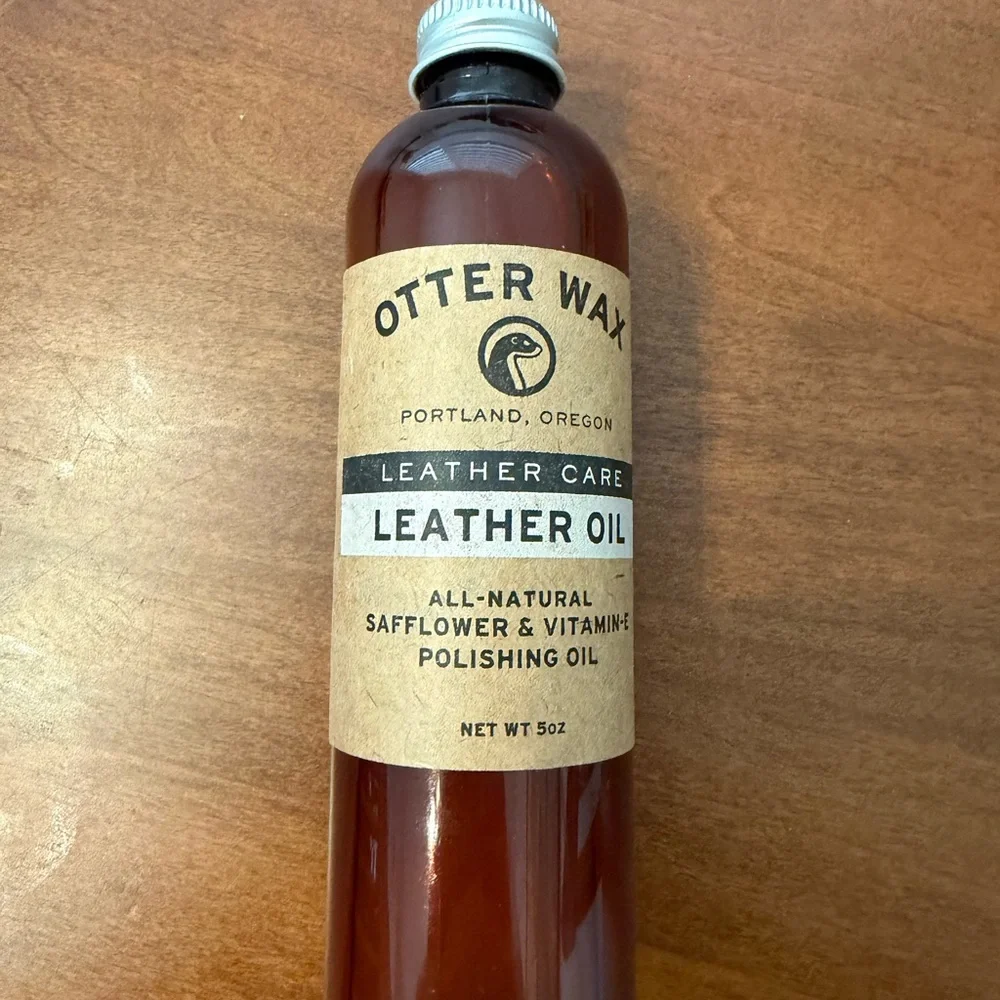 OTTER WAX
PORTLAND, OREGON
LEATHER CARE
LEATHER OIL
ALL-NATURAL
SAFFLOWER & VITAMIN-E
POLISHING OIL
NET WT 5oz